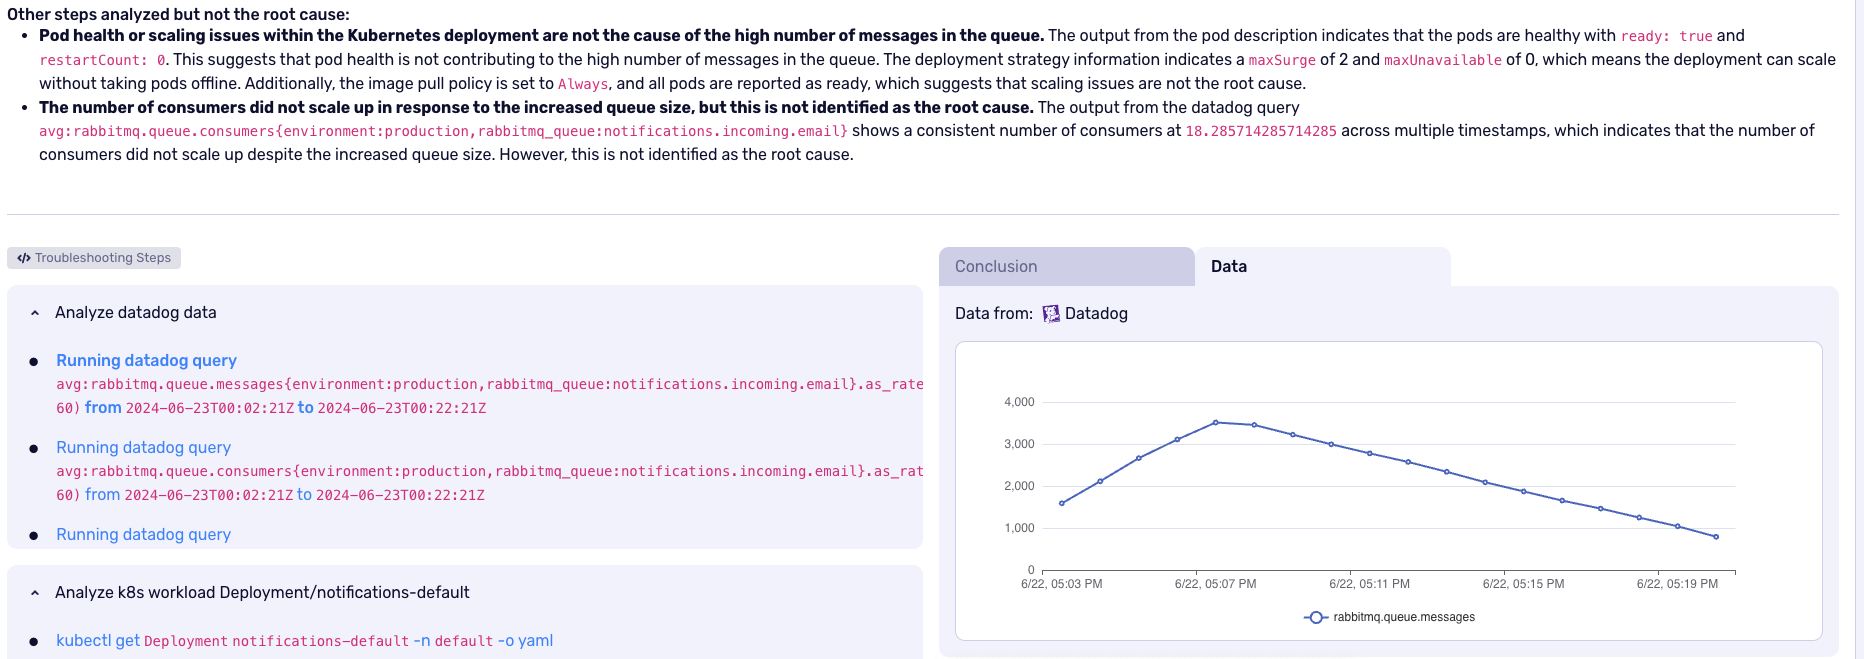 Other steps analyzed but not the root cause:
• Pod health or scaling issues within the Kubernetes deployment are not the cause of the high number of messages in the queue. The output from the pod description indicates that the pods are healthy with ready: true and
restartCount: 0. This suggests that pod health is not contributing to the high number of messages in the queue. The deployment strategy information indicates a maxSurge of 2 and maxUnavailable of 0, which means the deployment can scale
without taking pods offline. Additionally, the image pull policy is set to Always, and all pods are reported as ready, which suggests that scaling issues are not the root cause.
• The number of consumers did not scale up in response to the increased queue size, but this is not identified as the root cause. The output from the datadog query
avg:rabbitmq.queue.consumers{environment:production,rabbitmq_queue:notifications.incoming.email} shows a consistent number of consumers at 18.285714285714285 across multiple timestamps, which indicates that the number of
consumers did not scale up despite the increased queue size. However, this is not identified as the root cause.
</> Troubleshooting Steps
Analyze datadog data
• Running datadog query
avg:rabbitmq.queue.messages{environment:production,rabbitmq_queue:notifications.incoming.email}.as_rate
60) from 2024-06-23T00:02:21Z to 2024-06-23T00:22:21Z
• Running datadog query
avg:rabbitmq.queue.consumers{environment:production,rabbitmq_queue:notifications.incoming.email}.as_rat
60) from 2024-06-23T00:02:21Z to 2024-06-23T00:22:21Z
• Running datadog query
Analyze k8s workload Deployment/notifications-default
• kubectl get Deployment notifications-default -n default -o yaml
Conclusion
Data
Data from: Datadog
4,000
3,000
2,000
1,000
0
6/22, 05:03 PM
6/22, 05:07 PM
6/22, 05:11 PM
6/22, 05:15 PM
6/22, 05:19 PM
rabbitmq.queue.messages